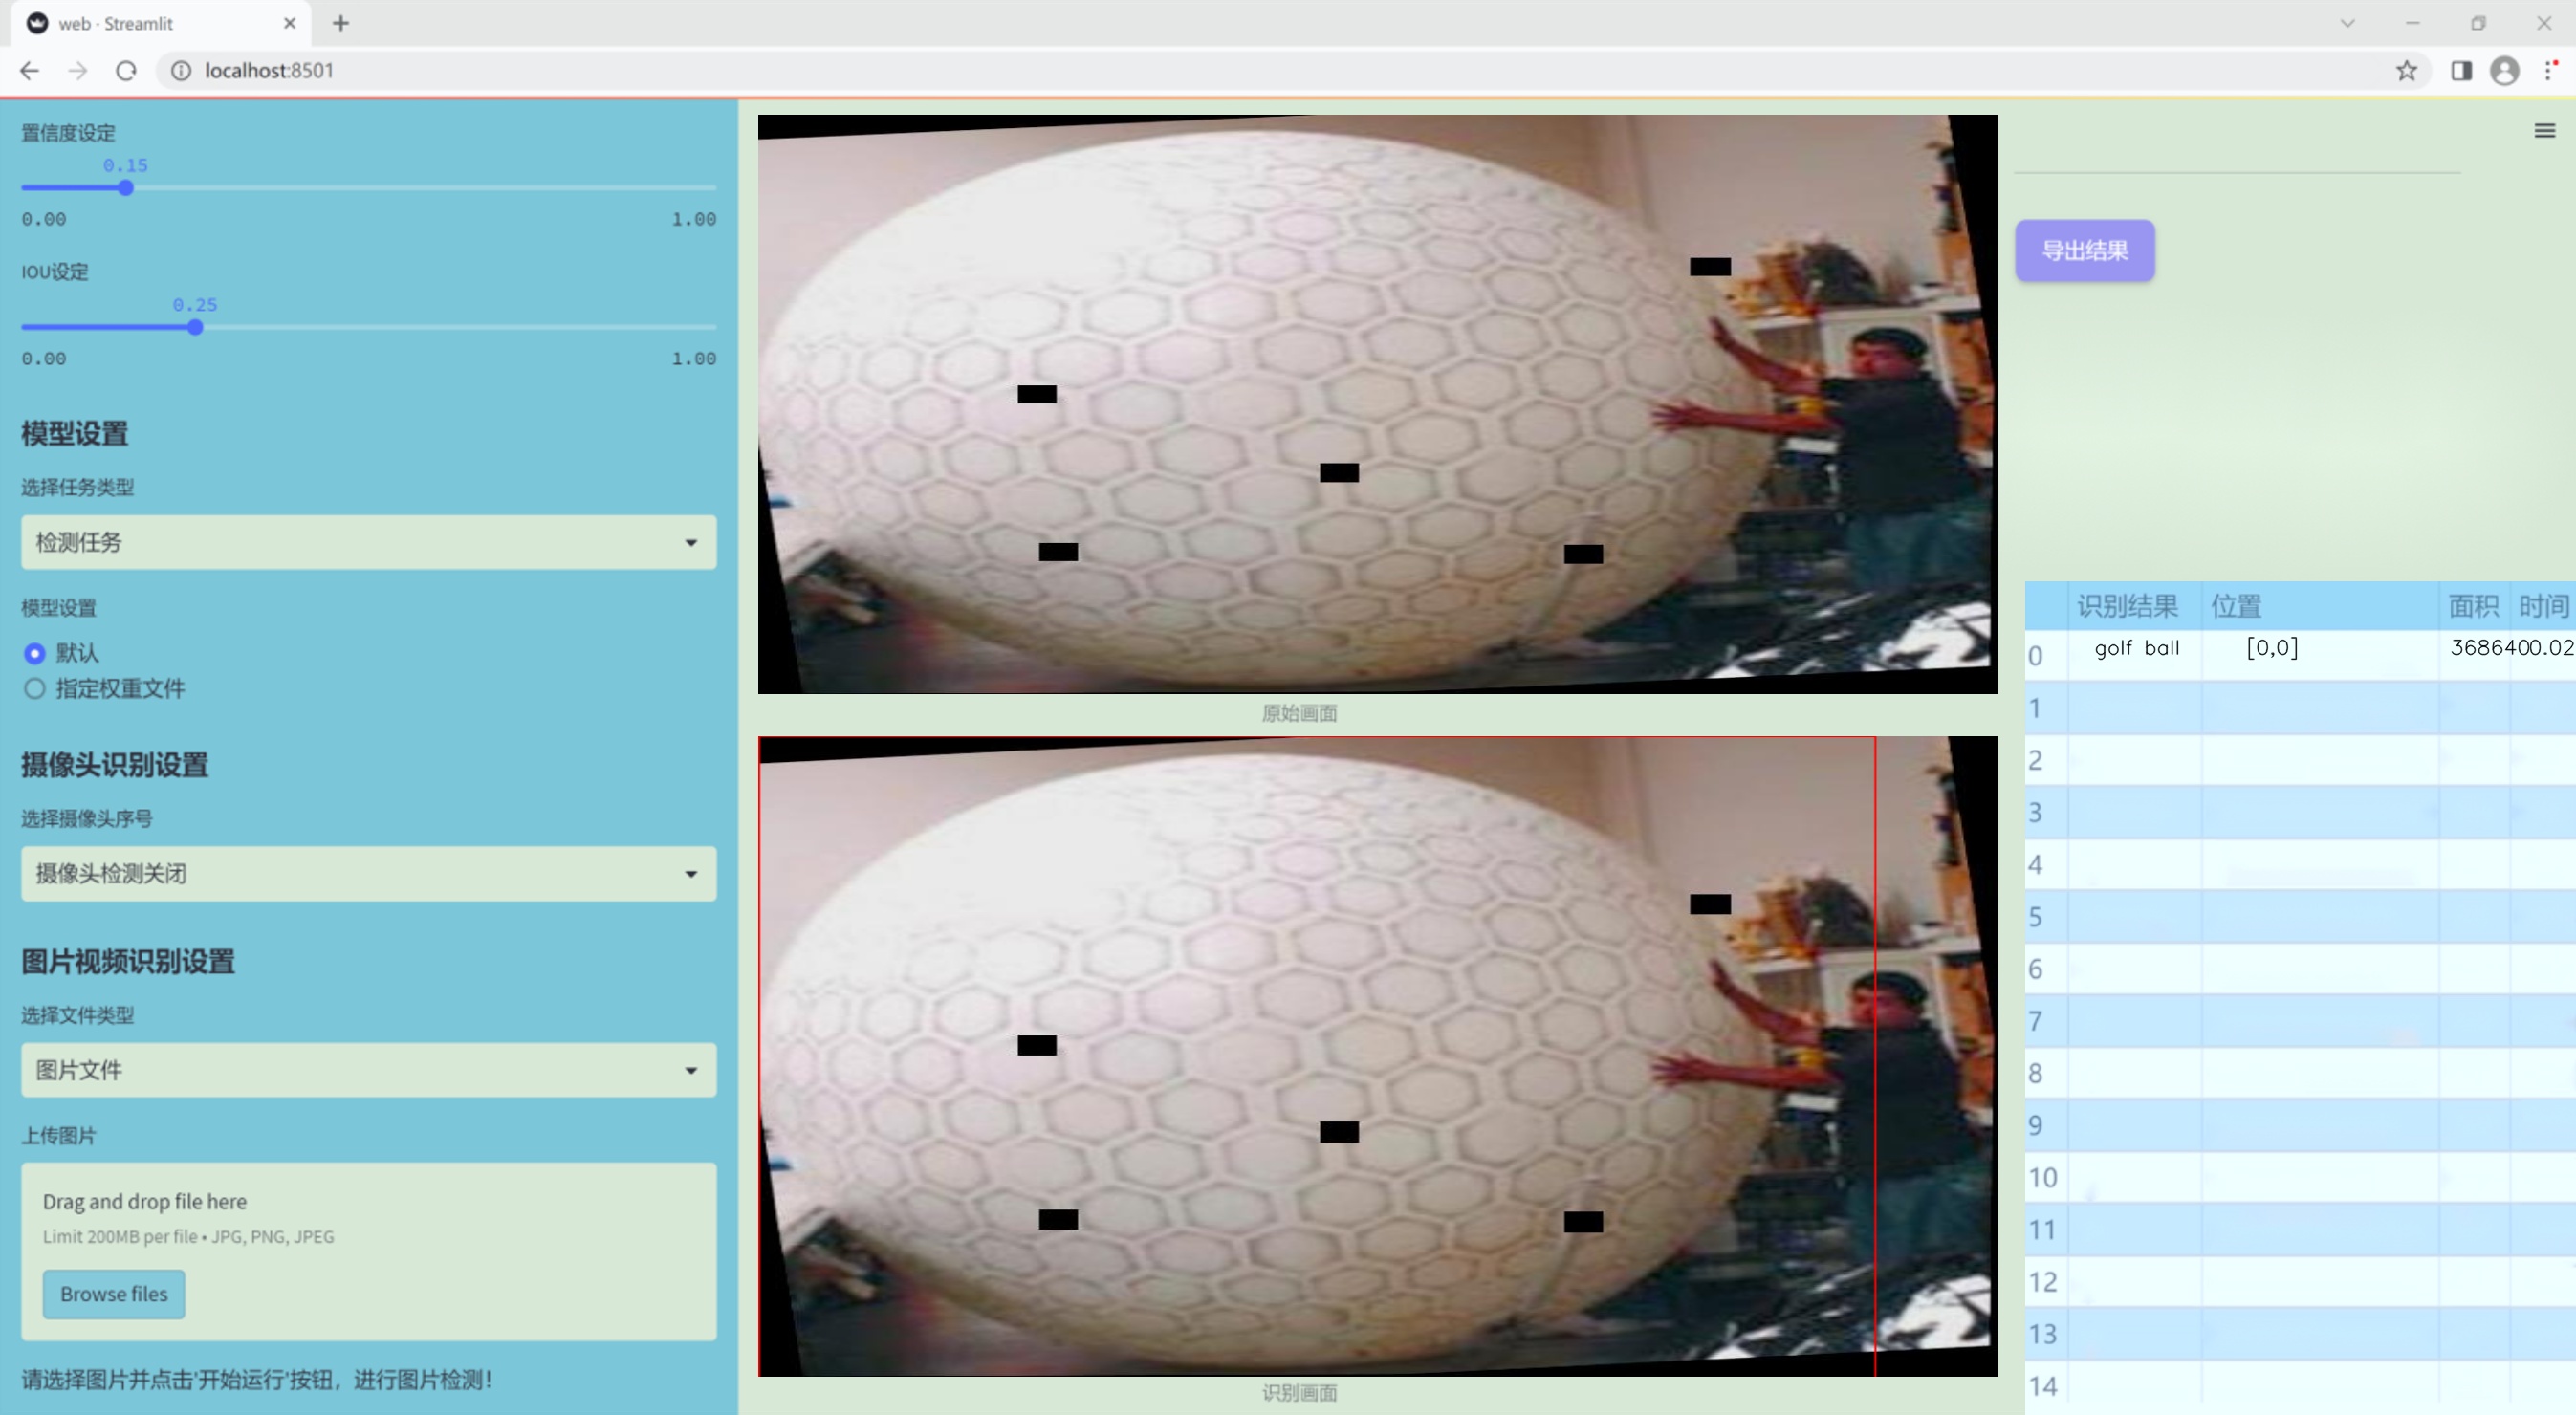 web · Streamlit
localhost:8501
置信度设定
0.15
0.00 1.00
IOU设定
0.25
0.00 1.00
模型设置
选择任务类型
检测任务
模型设置
默认
指定权重文件
摄像头识别设置
选择摄像头序号
摄像头检测关闭
图片视频识别设置
选择文件类型
图片文件
上传图片
Drag and drop file here
Limit 200MB per file • JPG, PNG, JPEG
Browse files
请选择图片并点击'开始运行'按钮，进行图片检测！
原始画面
识别画面
导出结果
识别结果 位置 面积 时间
0 golf ball [0,0] 3686400.02
1
2
3
4
5
6
7
8
9
10
11
12
13
14